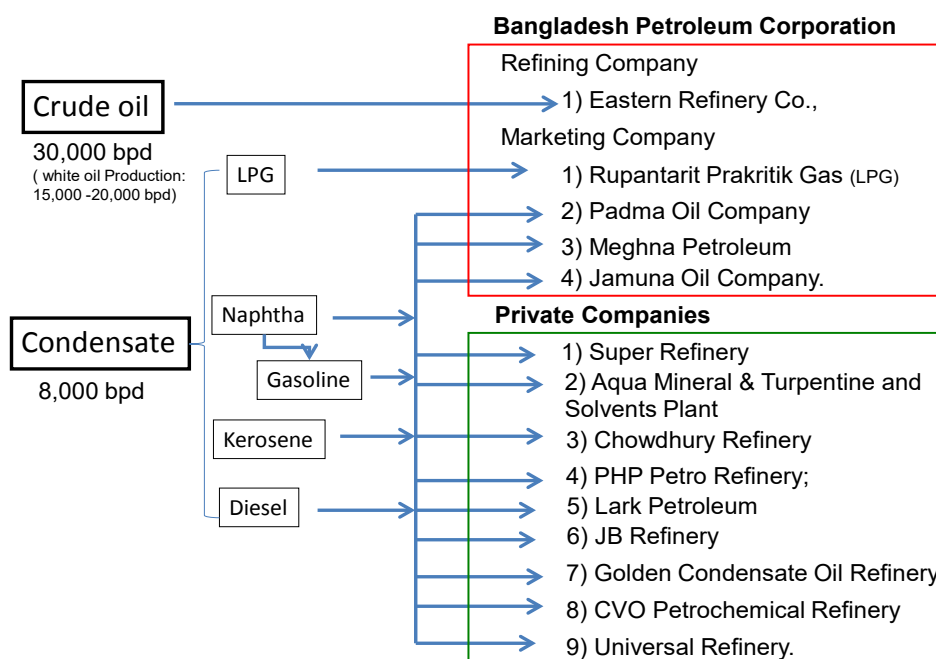 Bangladesh Petroleum Corporation
Refining Company
1) Eastern Refinery Co.,
Marketing Company
1) Rupantarit Prakritik Gas (LPG)
2) Padma Oil Company
3) Meghna Petroleum
4) Jamuna Oil Company.
Crude oil
30,000 bpd
( white oil Production:
15,000 -20,000 bpd)
LPG
Naphtha
Gasoline
Kerosene
Diesel
Condensate
8,000 bpd
Private Companies
1) Super Refinery
2) Aqua Mineral & Turpentine and
Solvents Plant
3) Chowdhury Refinery
4) PHP Petro Refinery;
5) Lark Petroleum
6) JB Refinery
7) Golden Condensate Oil Refinery
8) CVO Petrochemical Refinery
9) Universal Refinery.